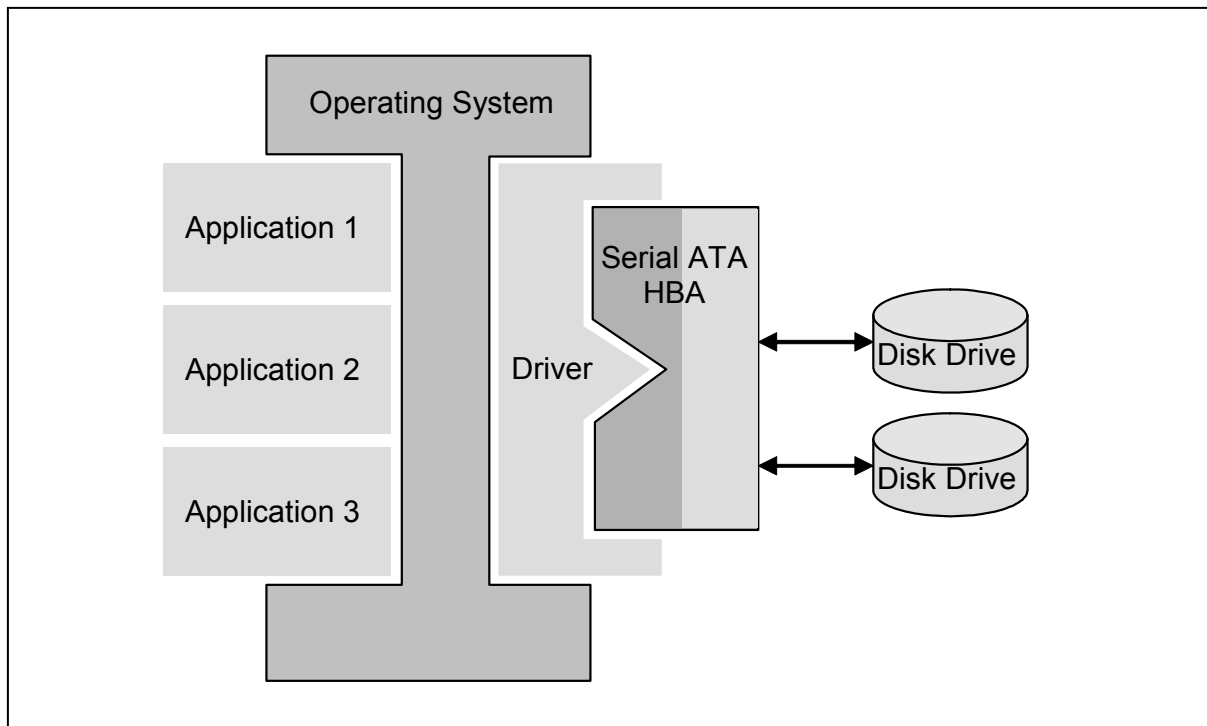 Operating System
Application 1
Serial ATA
HBA
Application 2
Driver
Disk Drive
Application 3
Disk Drive